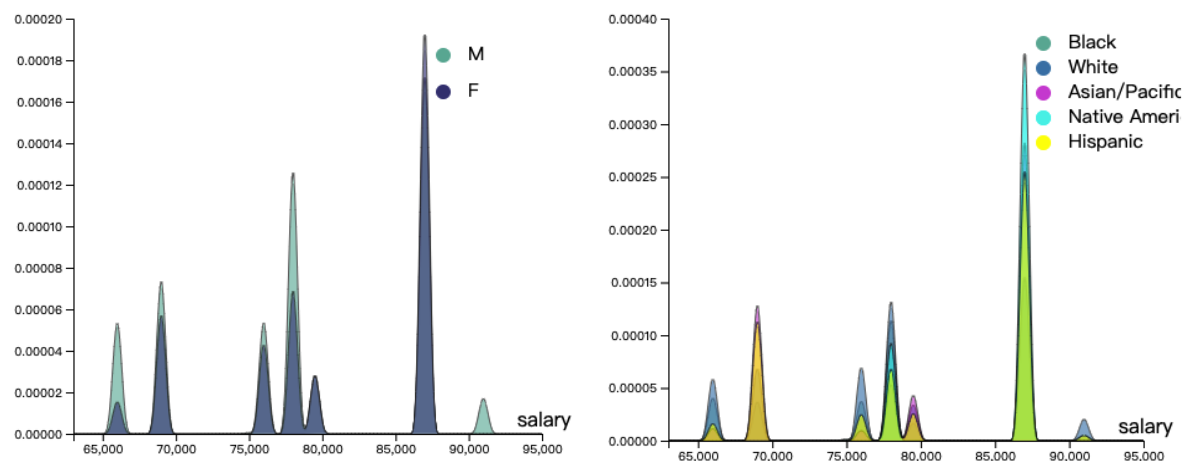 0.00020
0.00018
0.00016
0.00014
0.00012
0.00010
0.00008
0.00006
0.00004
0.00002
0.00000
M
F
65,000 70,000 75,000 80,000 85,000 90,000 95,000
salary
0.00040
0.00035
0.00030
0.00025
0.00020
0.00015
0.00010
0.00005
0.00000
Black
White
Asian/Pacific
Native Ameri
Hispanic
65,000 70,000 75,000 80,000 85,000 90,000 95,000
salary